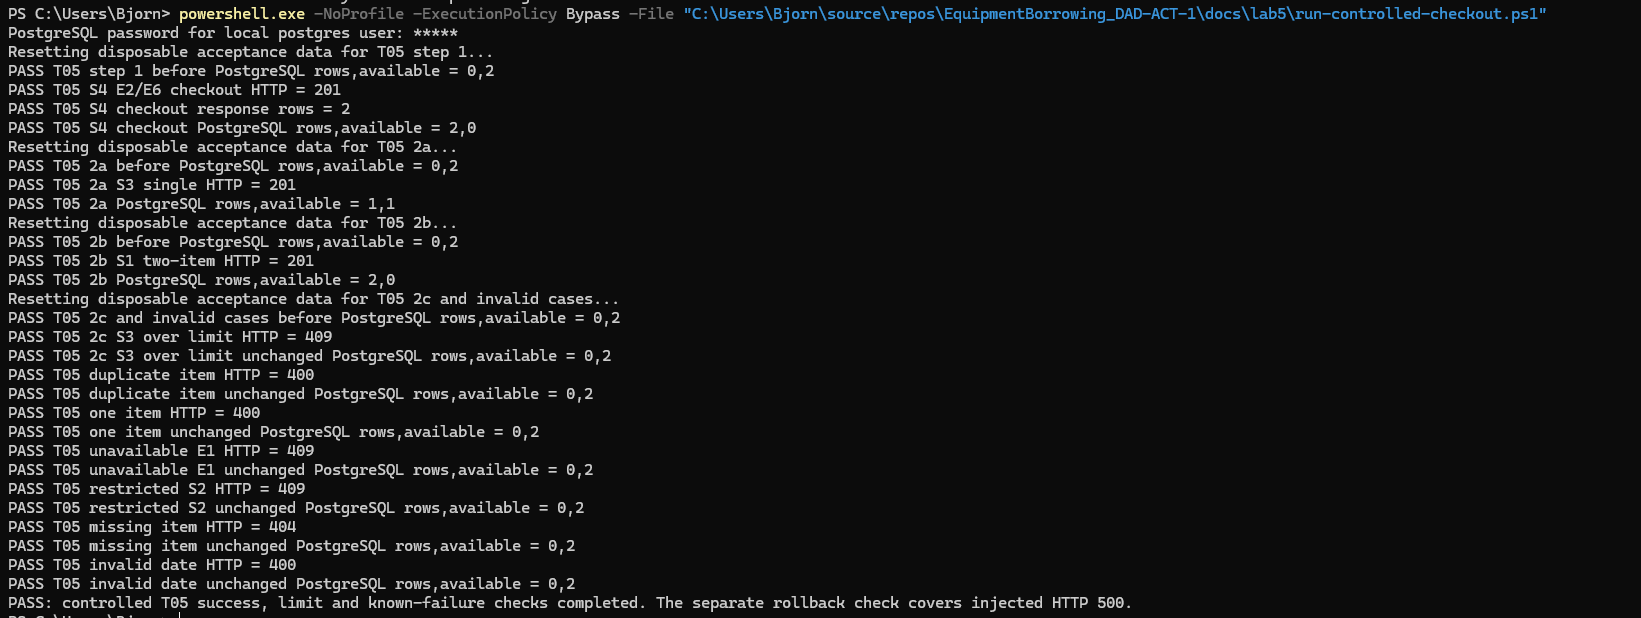 PS C:\Users\Bjorn> powershell.exe -NoProfile -ExecutionPolicy Bypass -File "C:\Users\Bjorn\source\repos\EquipmentBorrowing_DAD-ACT-1\docs\lab5\run-controlled-checkout.ps1"
PostgreSQL password for local postgres user: *****
Resetting disposable acceptance data for T05 step 1...
PASS T05 step 1 before PostgreSQL rows,available = 0,2
PASS T05 S4 E2/E6 checkout HTTP = 201
PASS T05 S4 checkout response rows = 2
PASS T05 S4 checkout PostgreSQL rows,available = 2,0
Resetting disposable acceptance data for T05 2a...
PASS T05 2a before PostgreSQL rows,available = 0,2
PASS T05 2a S3 single HTTP = 201
PASS T05 2a PostgreSQL rows,available = 1,1
Resetting disposable acceptance data for T05 2b...
PASS T05 2b before PostgreSQL rows,available = 0,2
PASS T05 2b S1 two-item HTTP = 201
PASS T05 2b PostgreSQL rows,available = 2,0
Resetting disposable acceptance data for T05 2c and invalid cases...
PASS T05 2c and invalid cases before PostgreSQL rows,available = 0,2
PASS T05 2c S3 over limit HTTP = 409
PASS T05 2c S3 over limit unchanged PostgreSQL rows,available = 0,2
PASS T05 duplicate item HTTP = 400
PASS T05 duplicate item unchanged PostgreSQL rows,available = 0,2
PASS T05 one item HTTP = 400
PASS T05 one item unchanged PostgreSQL rows,available = 0,2
PASS T05 unavailable E1 HTTP = 409
PASS T05 unavailable E1 unchanged PostgreSQL rows,available = 0,2
PASS T05 restricted S2 HTTP = 409
PASS T05 restricted S2 unchanged PostgreSQL rows,available = 0,2
PASS T05 missing item HTTP = 404
PASS T05 missing item unchanged PostgreSQL rows,available = 0,2
PASS T05 invalid date HTTP = 400
PASS T05 invalid date unchanged PostgreSQL rows,available = 0,2
PASS: controlled T05 success, limit and known-failure checks completed. The separate rollback check covers injected HTTP 500.